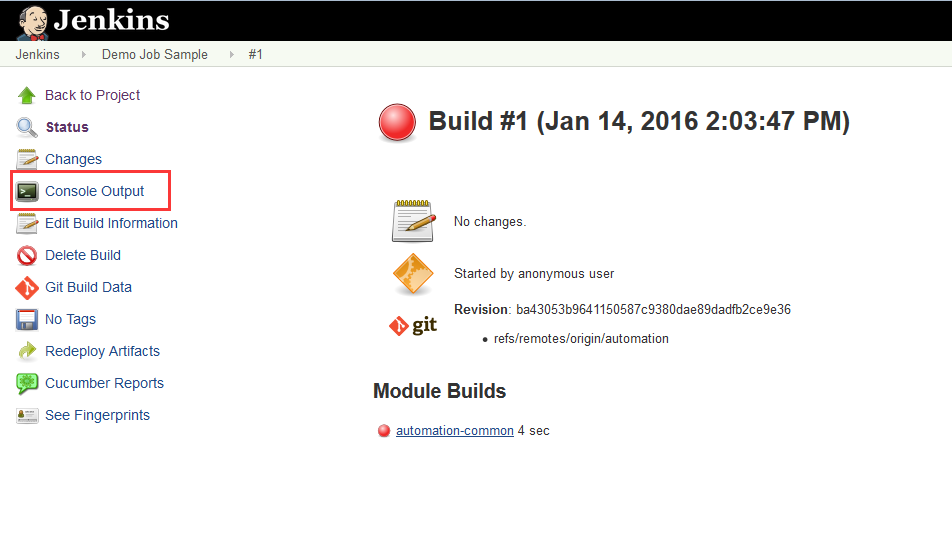 Jenkins
Jenkins Demo Job Sample #1
Back to Project
Status
Changes
Console Output
Edit Build Information
Delete Build
Git Build Data
No Tags
Redeploy Artifacts
Cucumber Reports
See Fingerprints
Build #1 (Jan 14, 2016 2:03:47 PM)
No changes.
Started by anonymous user
git
Revision: ba43053b9641150587c9380dae89dadfb2ce9e36
• refs/remotes/origin/automation
Module Builds
automation-common 4 sec